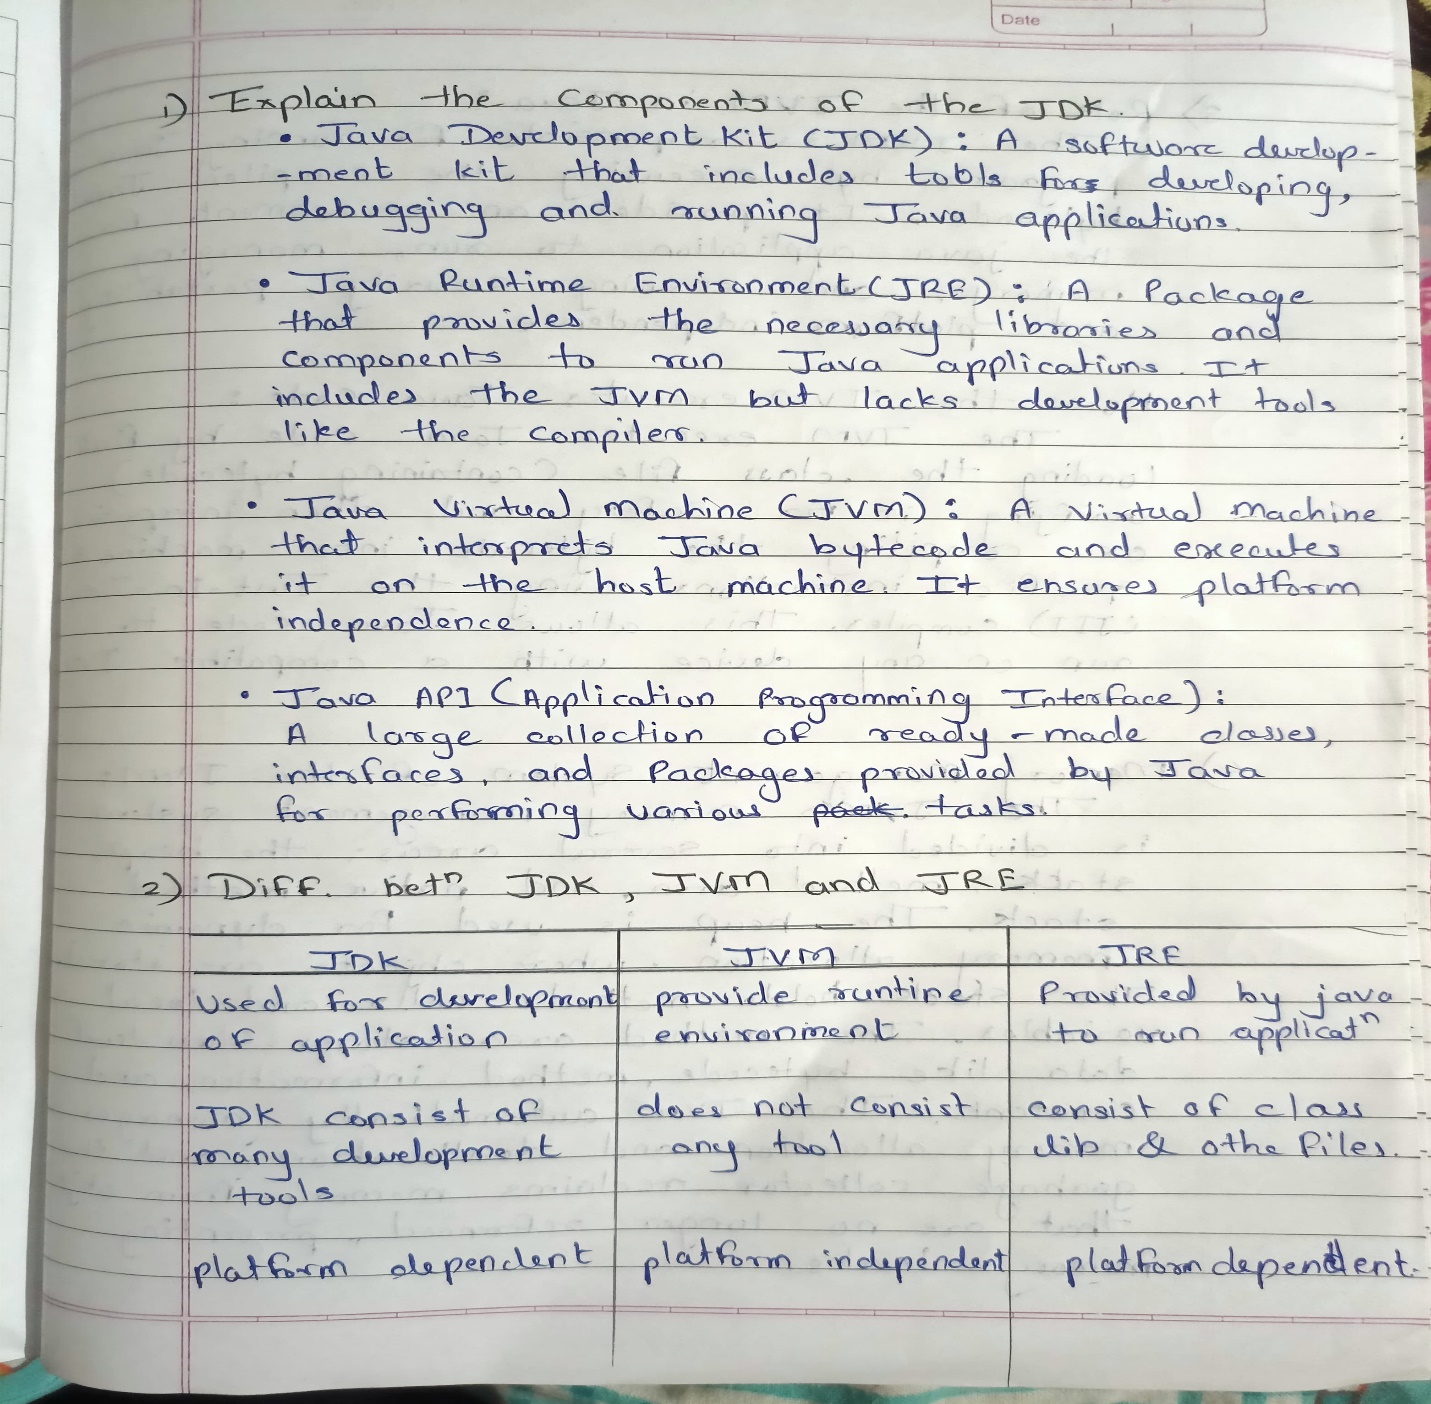 Date
1) Explain the components of the JDK.
• Java Development Kit (JDK) : A software develop-
-ment kit that includes tools for developing,
debugging and running Java applications.
• Java Runtime Environment (JRE) : A Package
that provides the necessary libraries and
components to run Java applications. It
includes the JVM but lacks development tools
like the compiler.
• Java Virtual Machine (JVM) : A Virtual Machine
that interprets Java bytecode and executes
it on the host machine. It ensures platform
independence.
• Java API (Application Programming Interface) :
A large collection of ready-made classes,
interfaces, and Packages provided by Java
for performing various pack. tasks.
2) Diff. betn JDK, JVM and JRE
JDK JVM JRE
Used for development provide runtine Provided by java
of application environment to run applicatn
JDK consist of does not consist consist of class
many development any tool lib & othe files.
tools
platform dependent platform independent platform dependent.